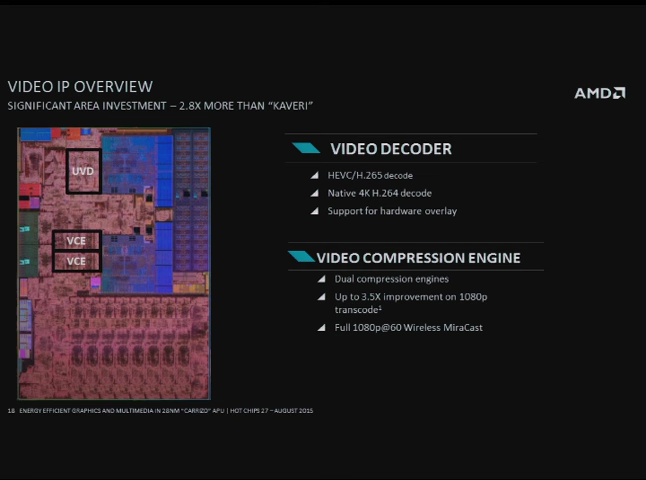 VIDEO IP OVERVIEW
SIGNIFICANT AREA INVESTMENT – 2.8X MORE THAN “KAVERI”
AMD
UVD
VCE
VCE
VIDEO DECODER
HEVC/H.265 decode
Native 4K H.264 decode
Support for hardware overlay
VIDEO COMPRESSION ENGINE
Dual compression engines
Up to 3.5X improvement on 1080p
transcode¹
Full 1080p@60 Wireless MiraCast
18 ENERGY EFFICIENT GRAPHICS AND MULTIMEDIA IN 28NM “CARRIZO” APU | HOT CHIPS 27 – AUGUST 2015